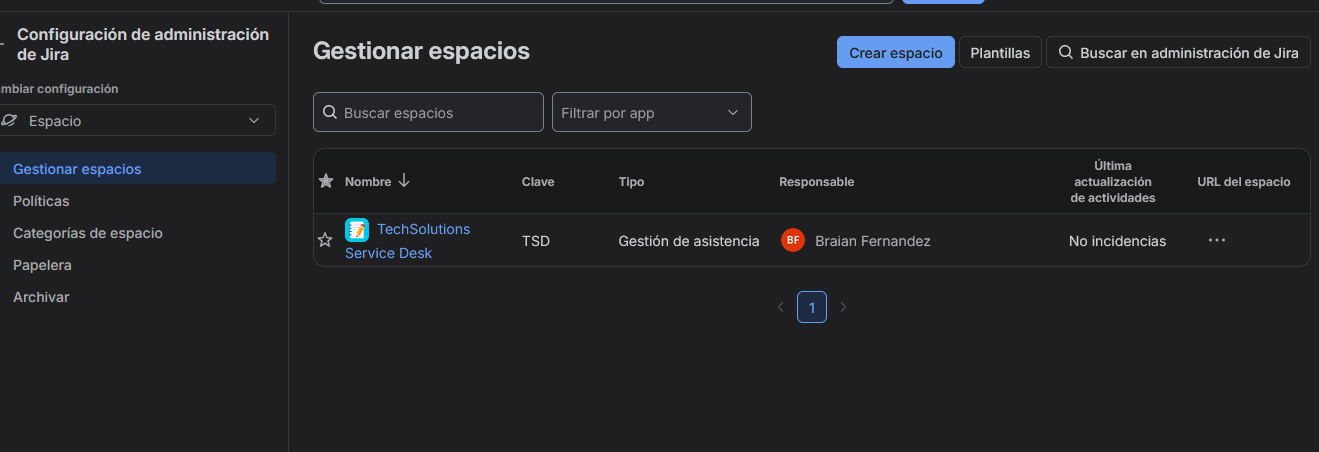 Configuración de administración
de Jira
mbiar configuración
Espacio
Gestionar espacios
Políticas
Categorías de espacio
Papelera
Archivar
Gestionar espacios
Crear espacio
Plantillas
Buscar en administración de Jira
Buscar espacios
Filtrar por app
Nombre
Clave
Tipo
Responsable
Última
actualización
de actividades
URL del espacio
TechSolutions
Service Desk
TSD
Gestión de asistencia
BF
Braian Fernandez
No incidencias
1